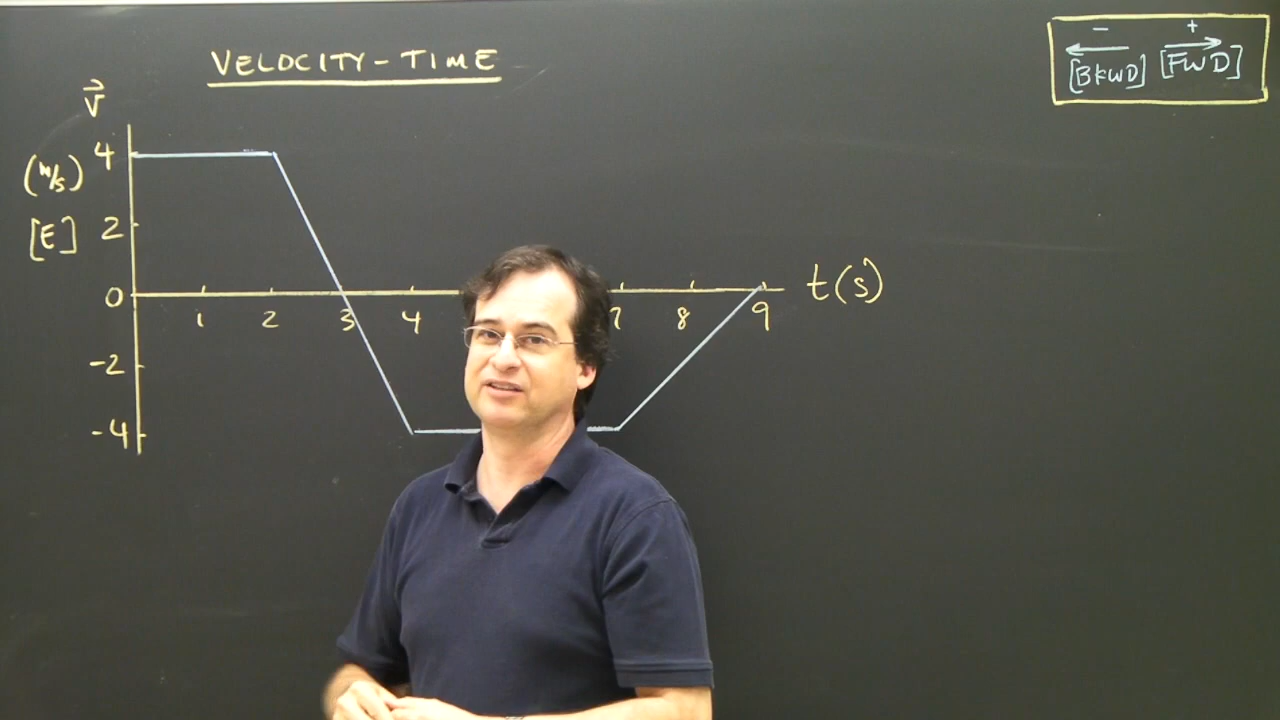 VELOCITY-TIME
- +
[BKWD] [FWD]
v
4
(m/s)
[E] 2
0
t(s)
1 2 3 4 7 8 9
-2
-4